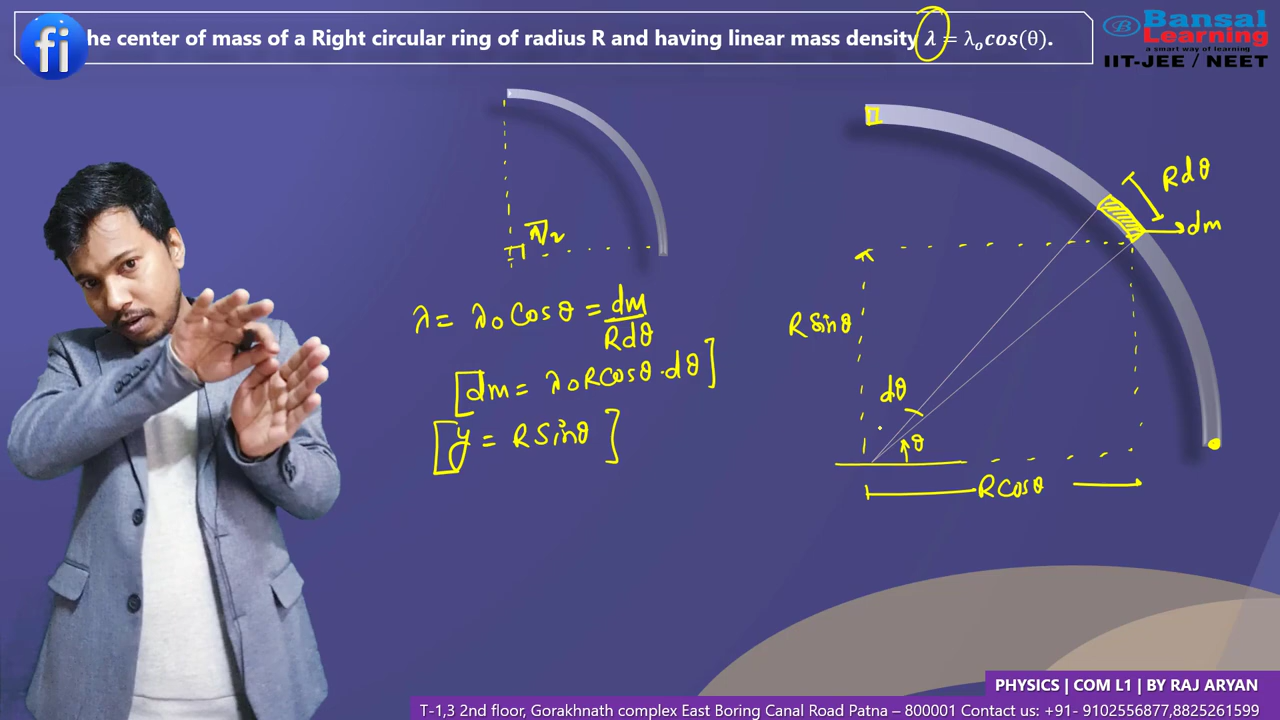 fi
he center of mass of a Right circular ring of radius R and having linear mass density λ = λ₀cos(θ).
B
Bansal
Learning
a smart way of learning
IIT-JEE / NEET
π/2
λ = λ₀ Cosθ = dm/Rdθ
[dm = λ₀RCosθ.dθ]
[y = RSinθ]
Rdθ
dm
RSinθ
dθ
θ
RCosθ
PHYSICS | COM L1 | BY RAJ ARYAN
T-1,3 2nd floor, Gorakhnath complex East Boring Canal Road Patna – 800001 Contact us: +91- 9102556877,8825261599